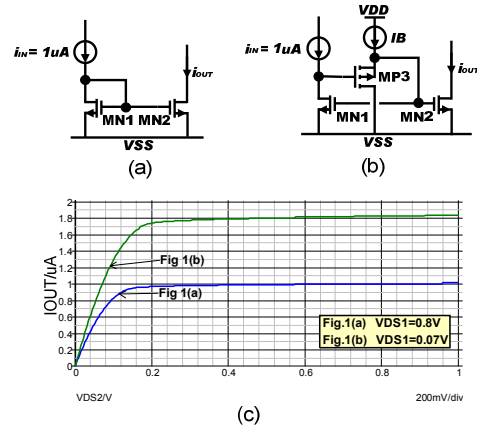 iIN = 1uA
iOUT
MN1 MN2
VSS
(a)
VDD
iIN = 1uA
IB
MP3
iOUT
MN1
MN2
VSS
(b)
2
1.8
1.6
1.4
1.2
1
0.8
0.6
0.4
0.2
0
IOUT/uA
Fig 1(b)
Fig 1(a)
Fig.1(a) VDS1=0.8V
Fig.1(b) VDS1=0.07V
0 0.2 0.4 0.6 0.8 1
VDS2/V
200mV/div
(c)